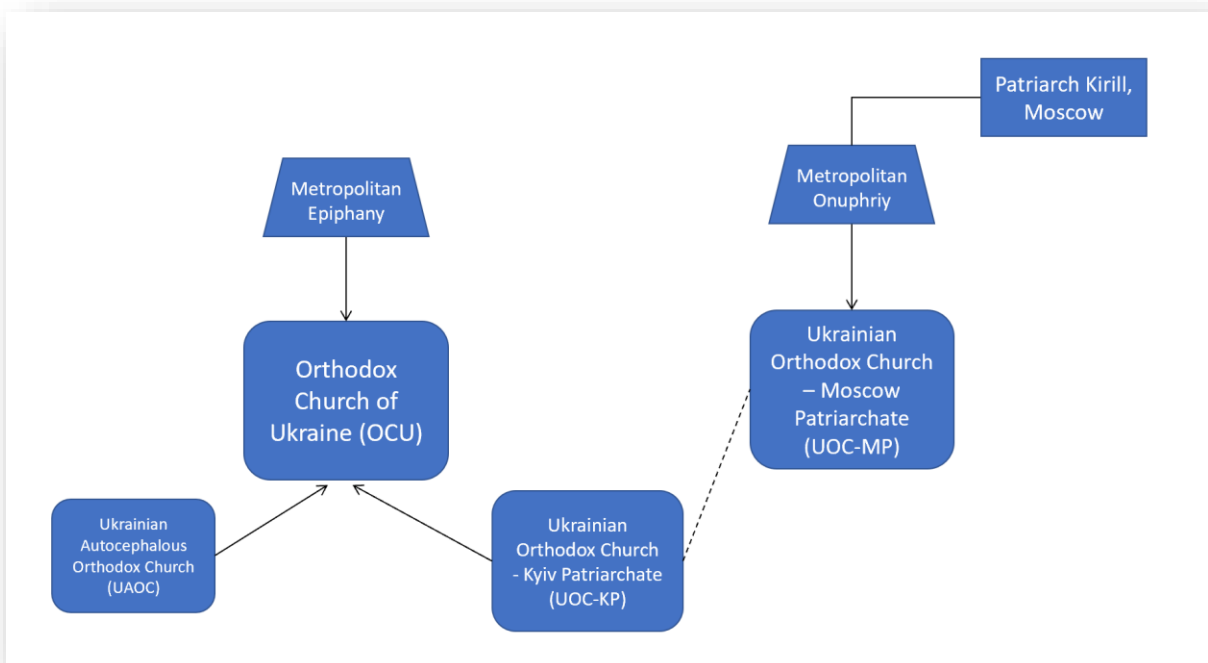 Patriarch Kirill,
Moscow
Metropolitan
Epiphany
Metropolitan
Onuphriy
Orthodox
Church of
Ukraine (OCU)
Ukrainian
Orthodox Church
– Moscow
Patriarchate
(UOC-MP)
Ukrainian
Autocephalous
Orthodox Church
(UAOC)
Ukrainian
Orthodox Church
- Kyiv Patriarchate
(UOC-KP)